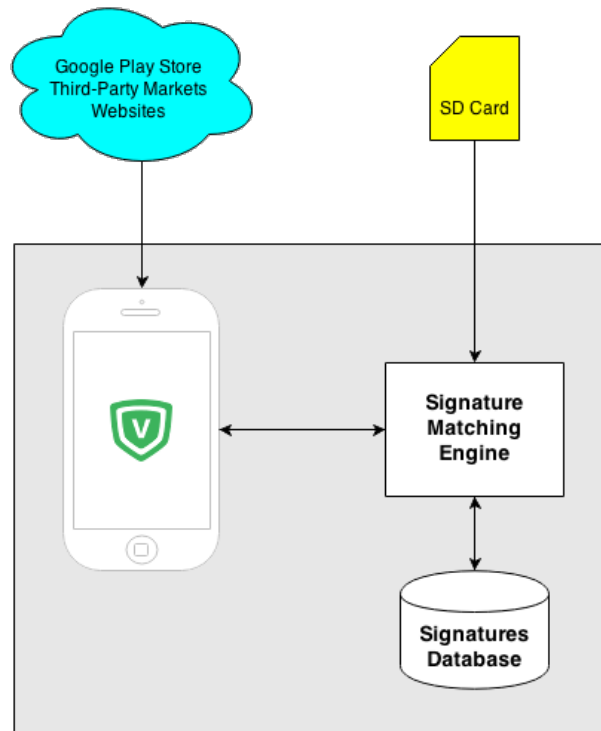 Google Play Store
Third-Party Markets
Websites
SD Card
V
Signature
Matching
Engine
Signatures
Database